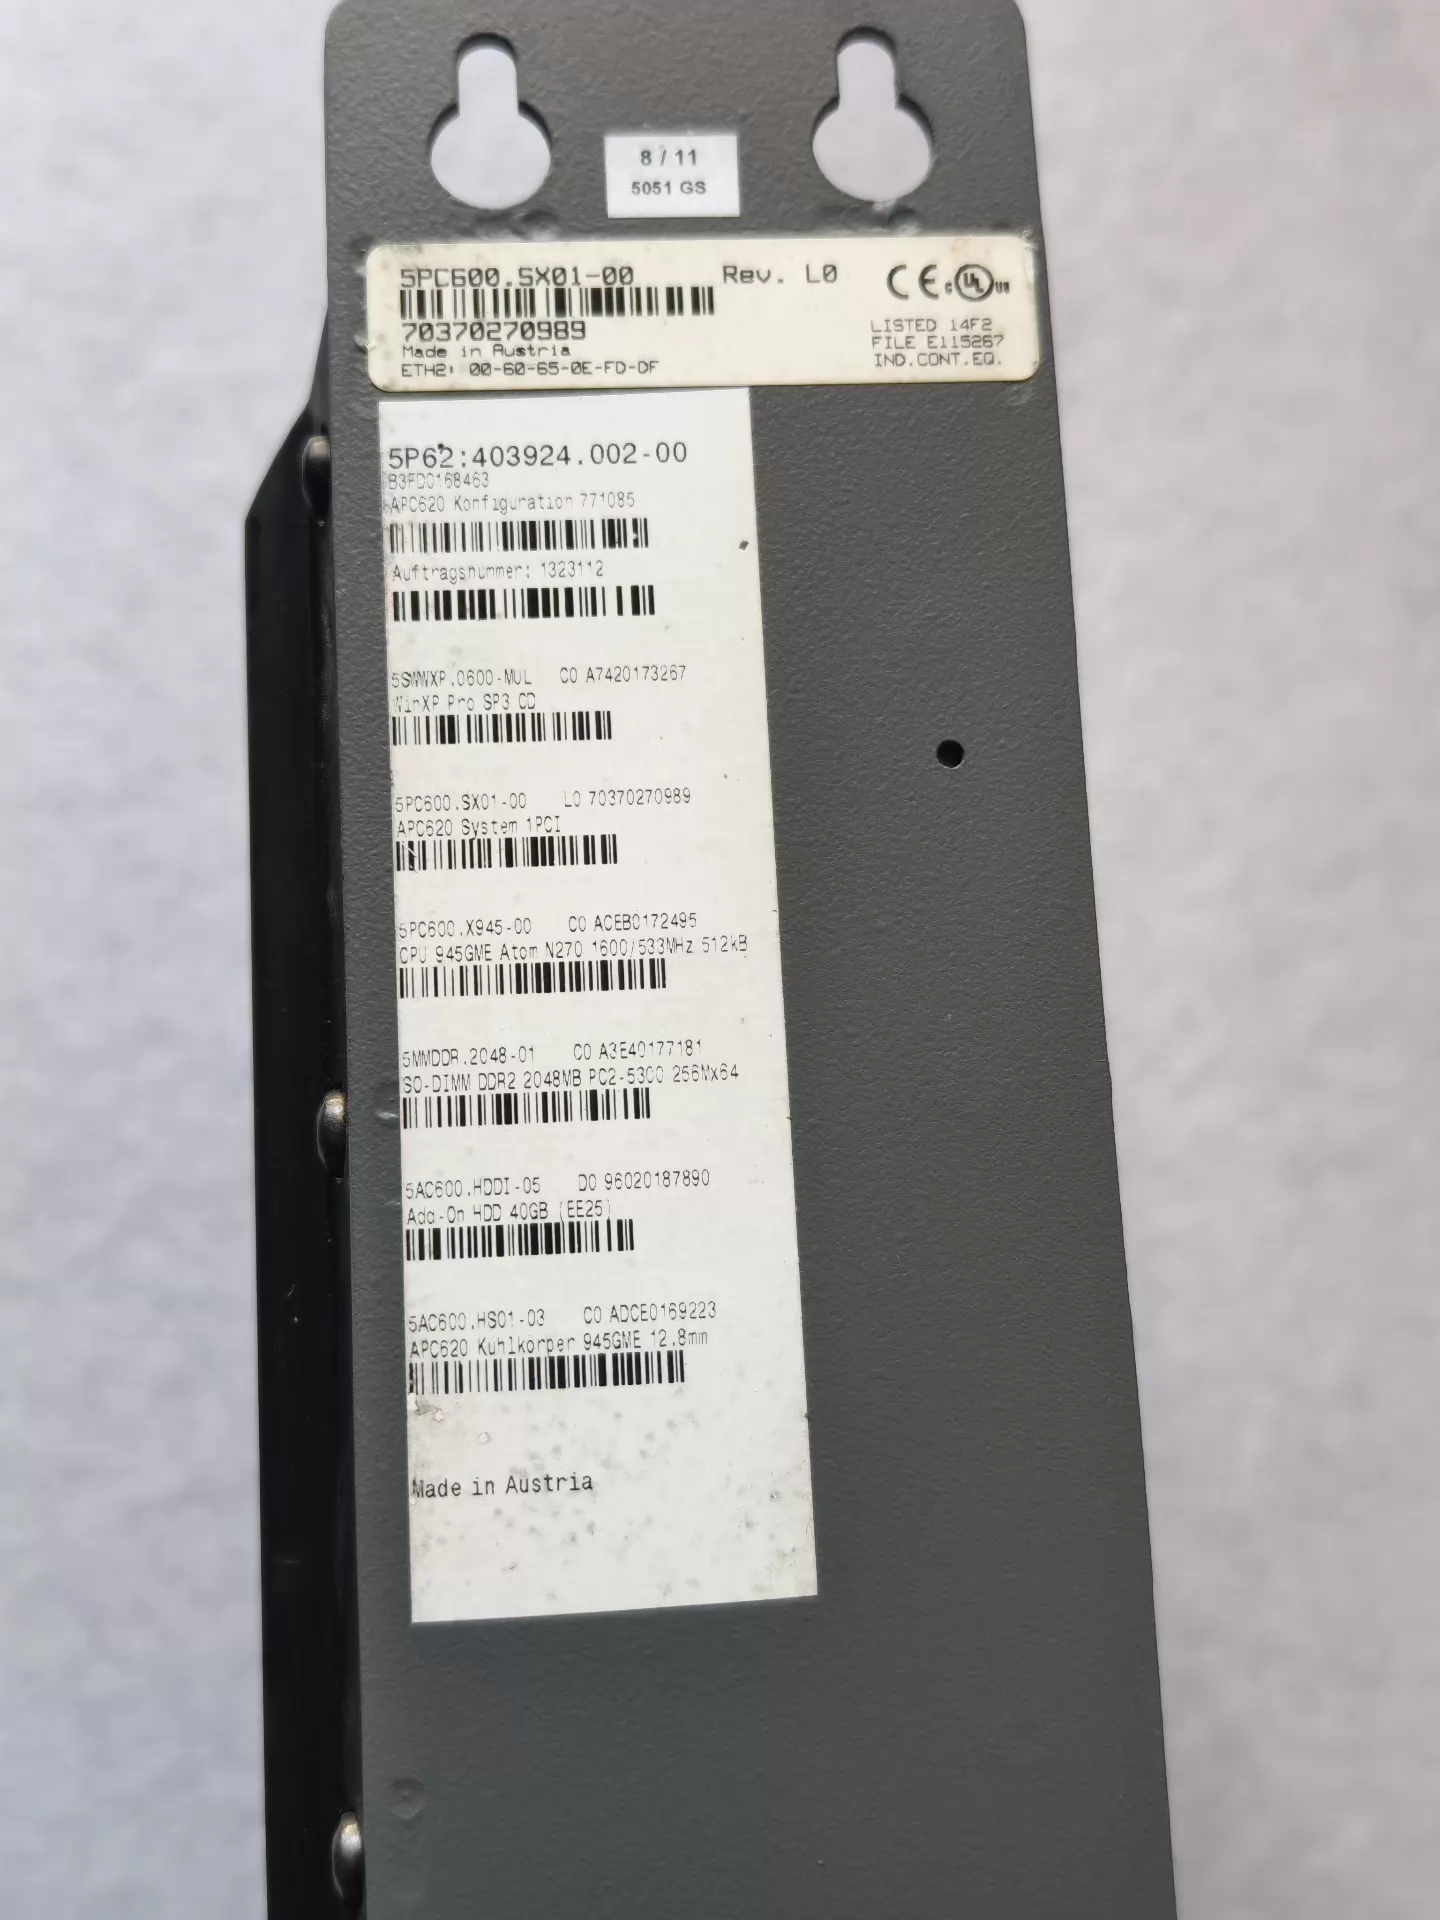 8 / 11
5051 GS
5PC600.SX01-00 Rev. L0 CE c UL us
70370270989
Made in Austria
ETH2: 00-60-65-0E-FD-DF
LISTED 14F2
FILE E115267
IND.CONT.EQ.
5P62:403924.002-00
B3FD0168463
APC620 Konfiguration 771085
Auftragsnummer: 1323112
5SWWXP.0600-MUL C0 A7420173267
WinXP Pro SP3 CD
5PC600.SX01-00 L0 70370270989
APC620 System 1PCI
5PC600.X945-00 C0 ACEB0172495
CPU 945GME Atom N270 1600/533MHz 512kB
5MMDDR.2048-01 C0 A3E40177181
SO-DIMM DDR2 2048MB PC2-5300 256Mx64
5AC600.HDDI-05 D0 96020187890
Add-On HDD 40GB (EE25)
5AC600.HS01-03 C0 ADCE0169223
APC620 Kühlkörper 945GME 12,8mm
Made in Austria